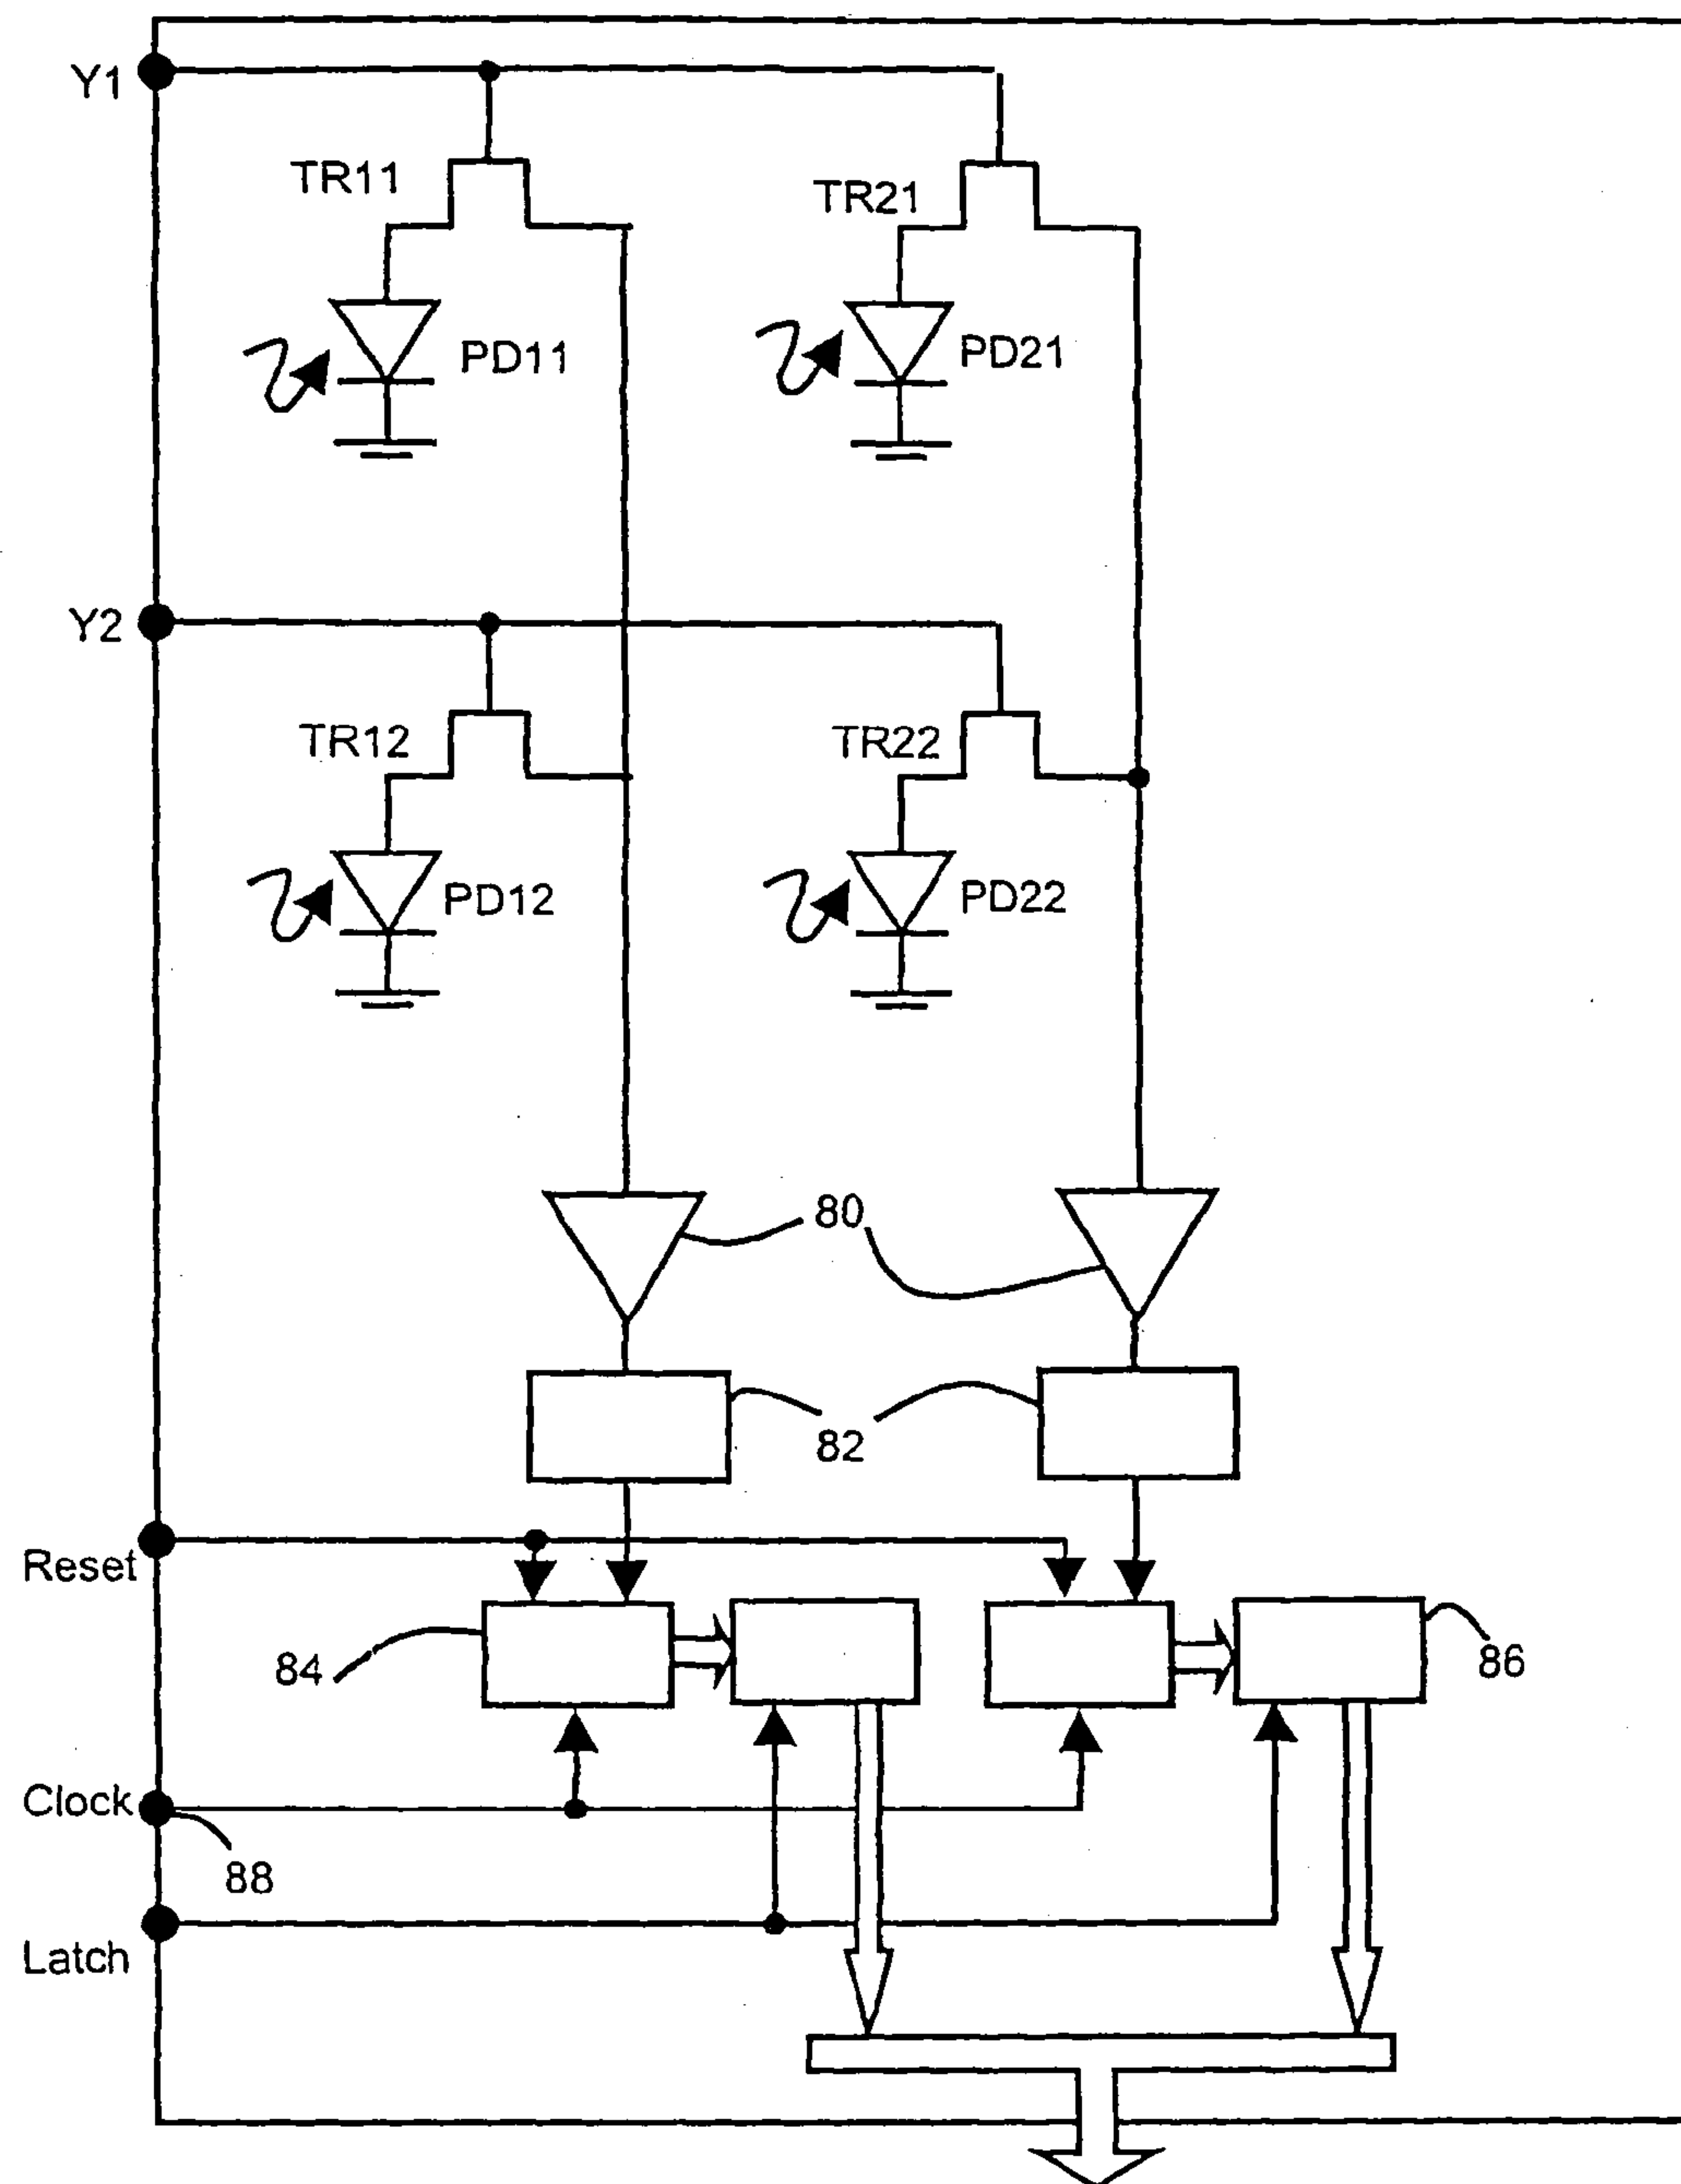 Y1
TR11
TR21
PD11
PD21
Y2
TR12
TR22
PD12
PD22
80
82
Reset
84
86
Clock
88
Latch